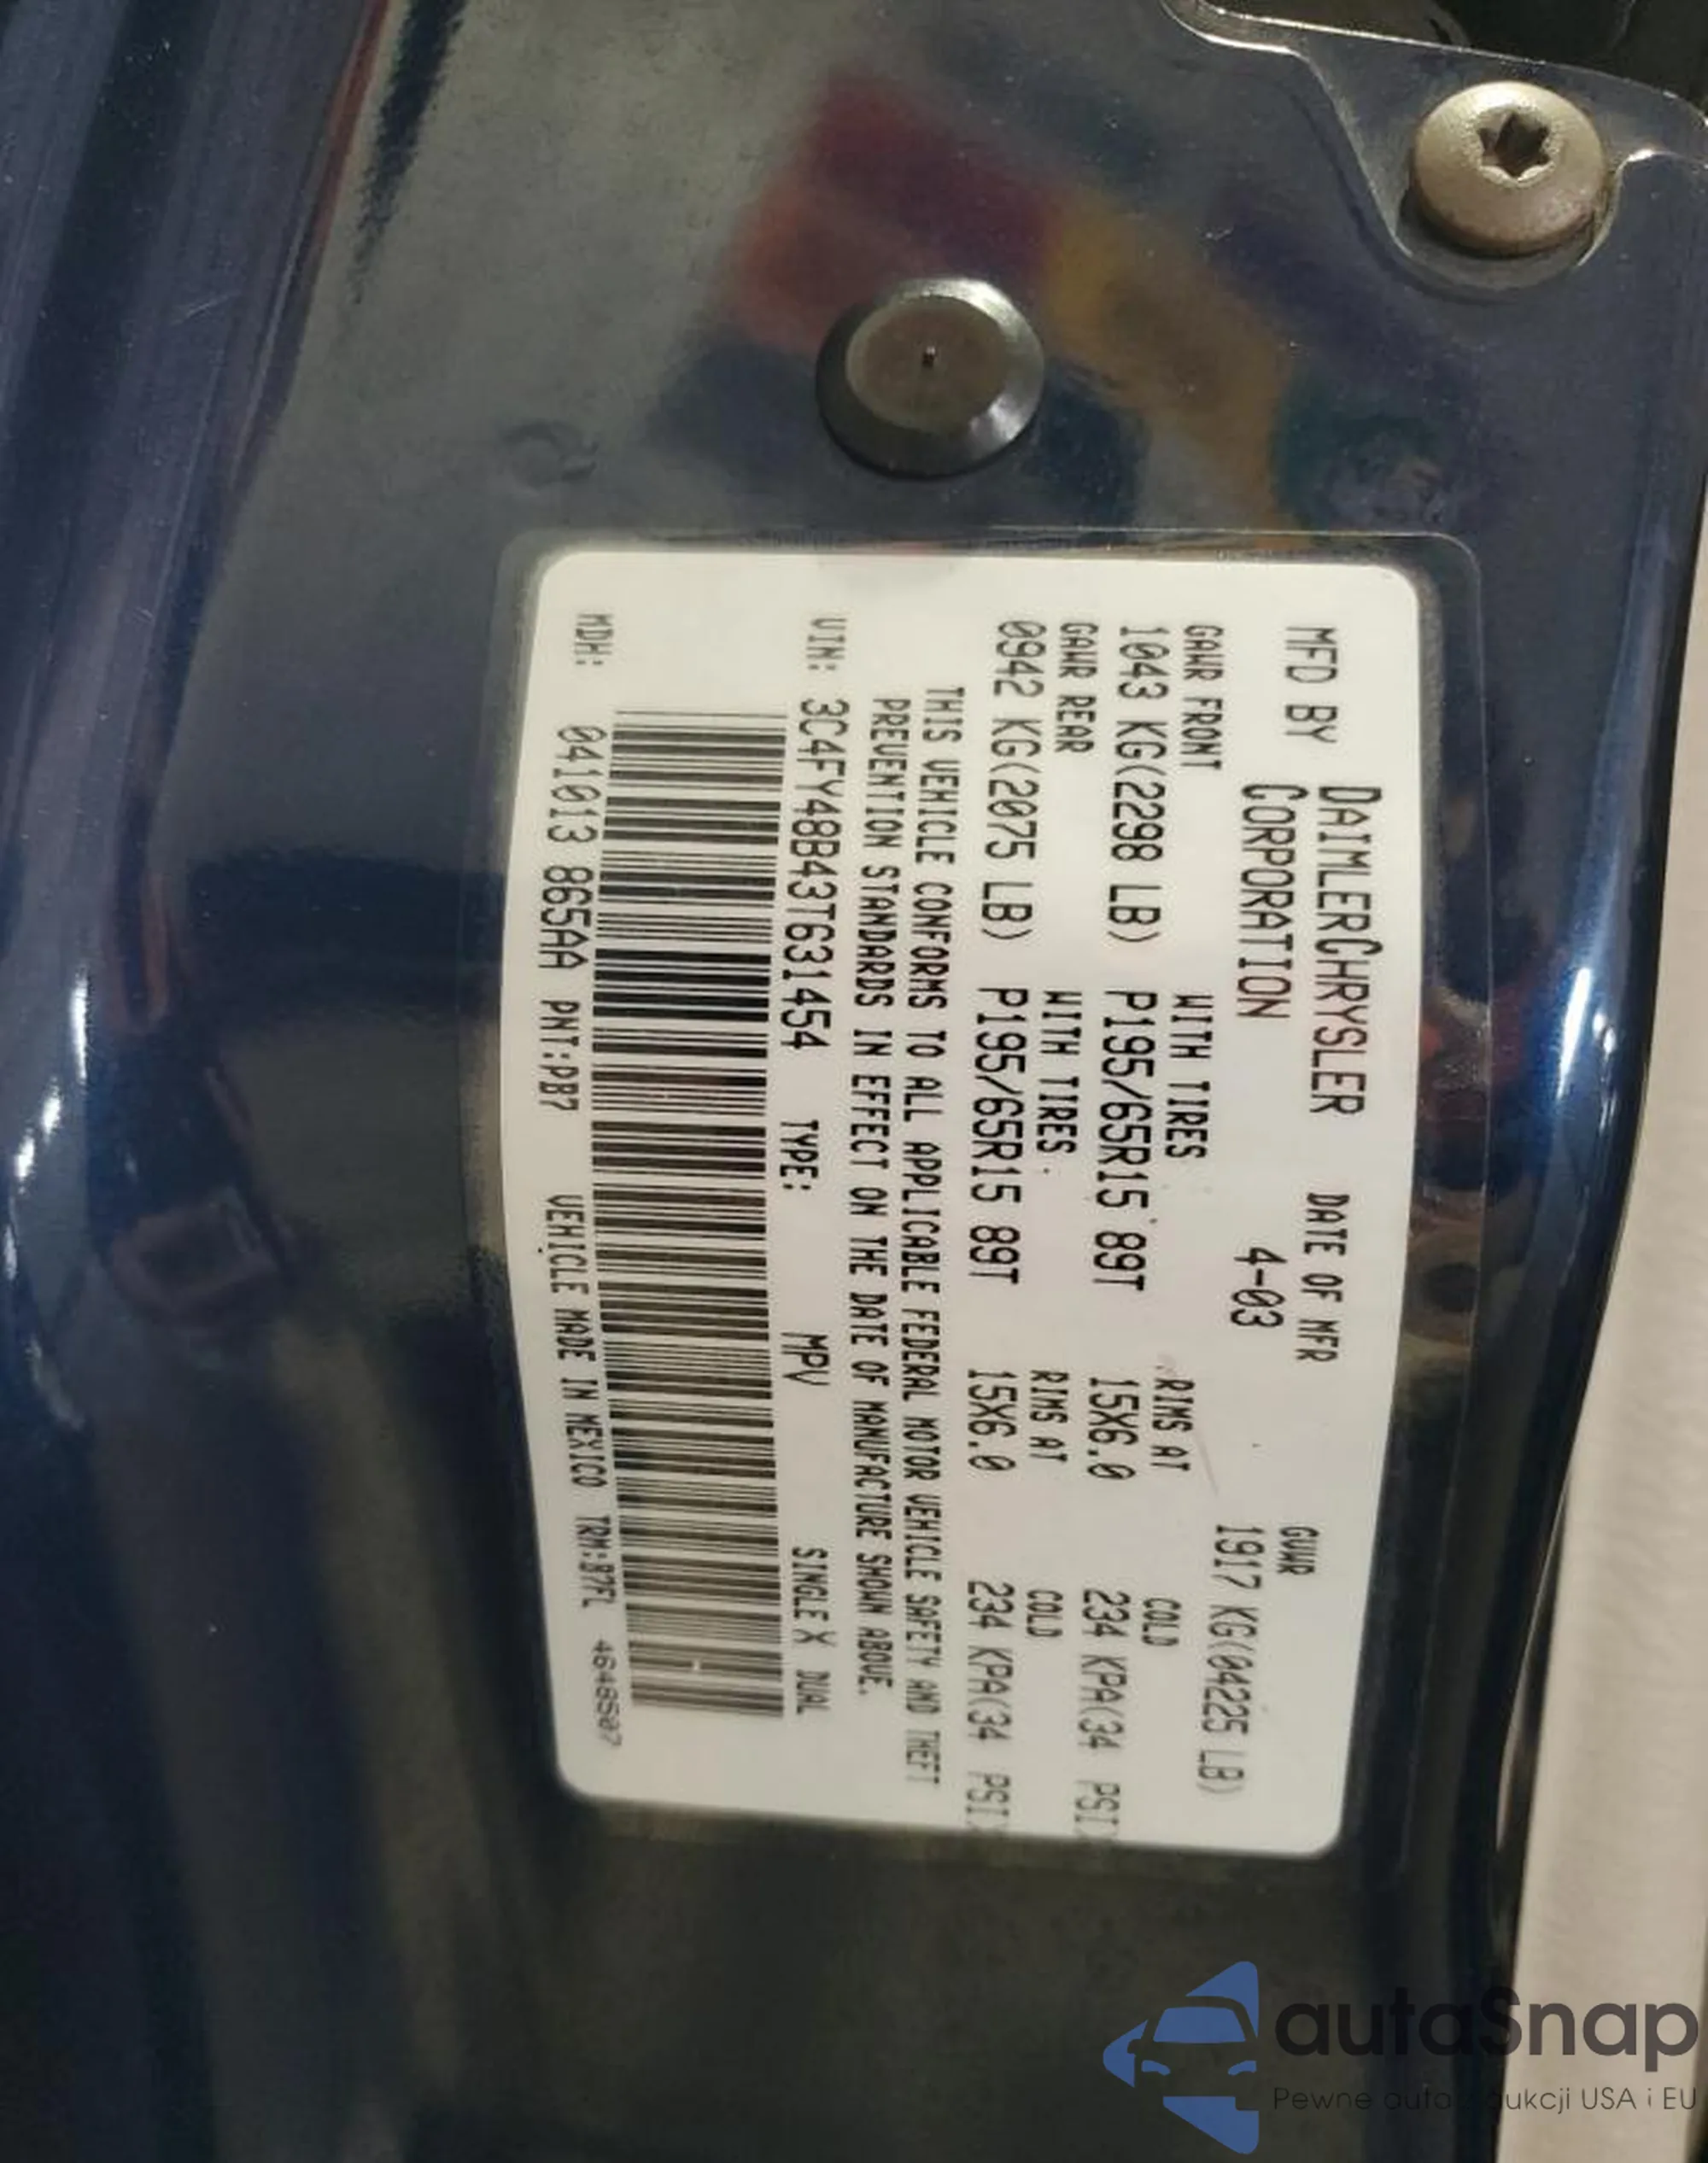 MFD BY DAIMLERCHRYSLER CORPORATION DATE OF MFR 4-03 GVWR 1917 KG(04225 LB)
GAWR FRONT WITH TIRES RIMS AT COLD
1043 KG(2298 LB) P195/65R15 89T 15X6.0 234 KPA(34 PSI)
GAWR REAR WITH TIRES RIMS AT COLD
0942 KG(2075 LB) P195/65R15 89T 15X6.0 234 KPA(34 PSI)
THIS VEHICLE CONFORMS TO ALL APPLICABLE FEDERAL MOTOR VEHICLE SAFETY AND THEFT
PREVENTION STANDARDS IN EFFECT ON THE DATE OF MANUFACTURE SHOWN ABOVE.
VIN: 3C4FY48B43T631454 TYPE: MPV SINGLE X DUAL
MDH: 041013 865AA PNT:PB7 VEHICLE MADE IN MEXICO TRM:B7FL 4648507
autaSnap
Pewne auto ukcji USA i EU